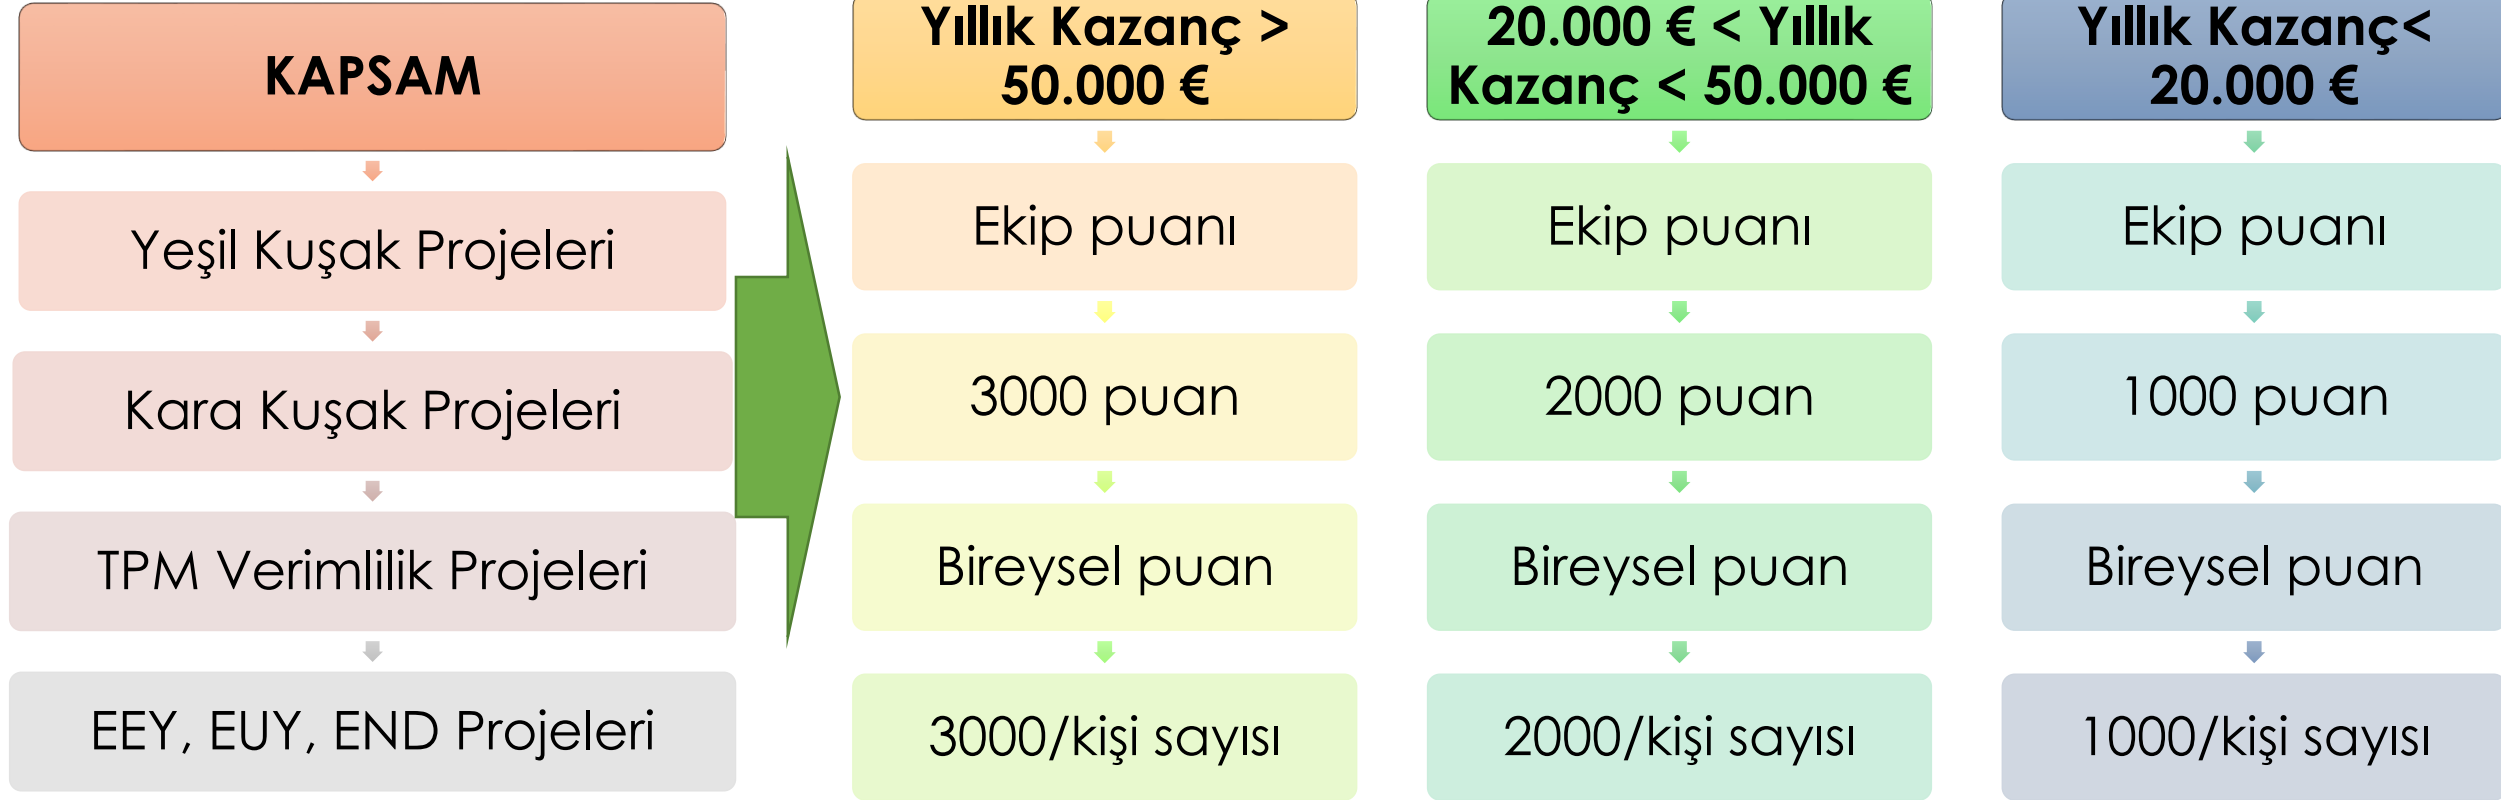 KAPSAM
Yeşil Kuşak Projeleri
Kara Kuşak Projeleri
TPM Verimlilik Projeleri
EEY, EUY, END Projeleri
Yıllık Kazanç >
50.000 €
Ekip puanı
3000 puan
Bireysel puan
3000/kişi sayısı
20.000 € < Yıllık
Kazanç < 50.000 €
Ekip puanı
2000 puan
Bireysel puan
2000/kişi sayısı
Yıllık Kazanç<
20.000 €
Ekip puanı
1000 puan
Bireysel puan
1000/kişi sayısı